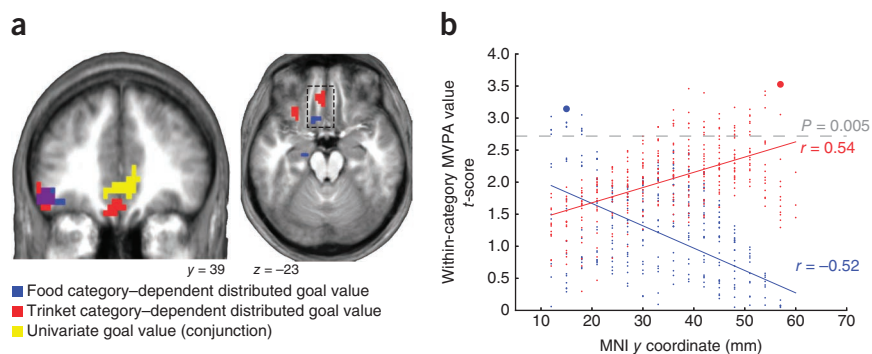 a
y = 39
z = −23
Food category–dependent distributed goal value
Trinket category–dependent distributed goal value
Univariate goal value (conjunction)
b
Within-category MVPA value
t-score
4.0
3.5
3.0
2.5
2.0
1.5
1.0
0.5
0
P = 0.005
r = 0.54
r = −0.52
10 20 30 40 50 60 70
MNI y coordinate (mm)